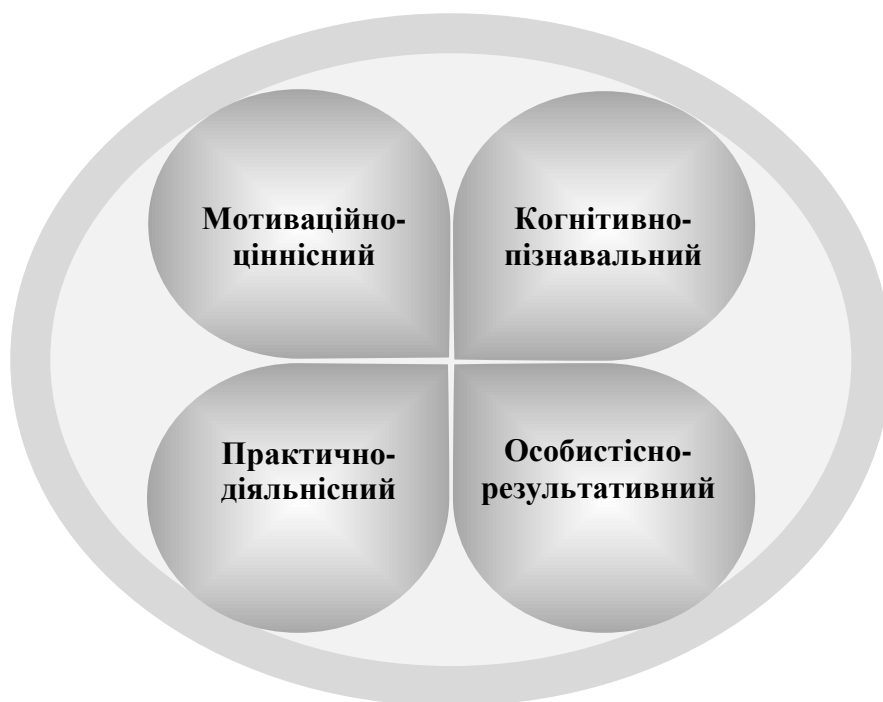 Мотиваційно-
ціннісний
Когнітивно-
пізнавальний
Практично-
діяльнісний
Особистісно-
результативний